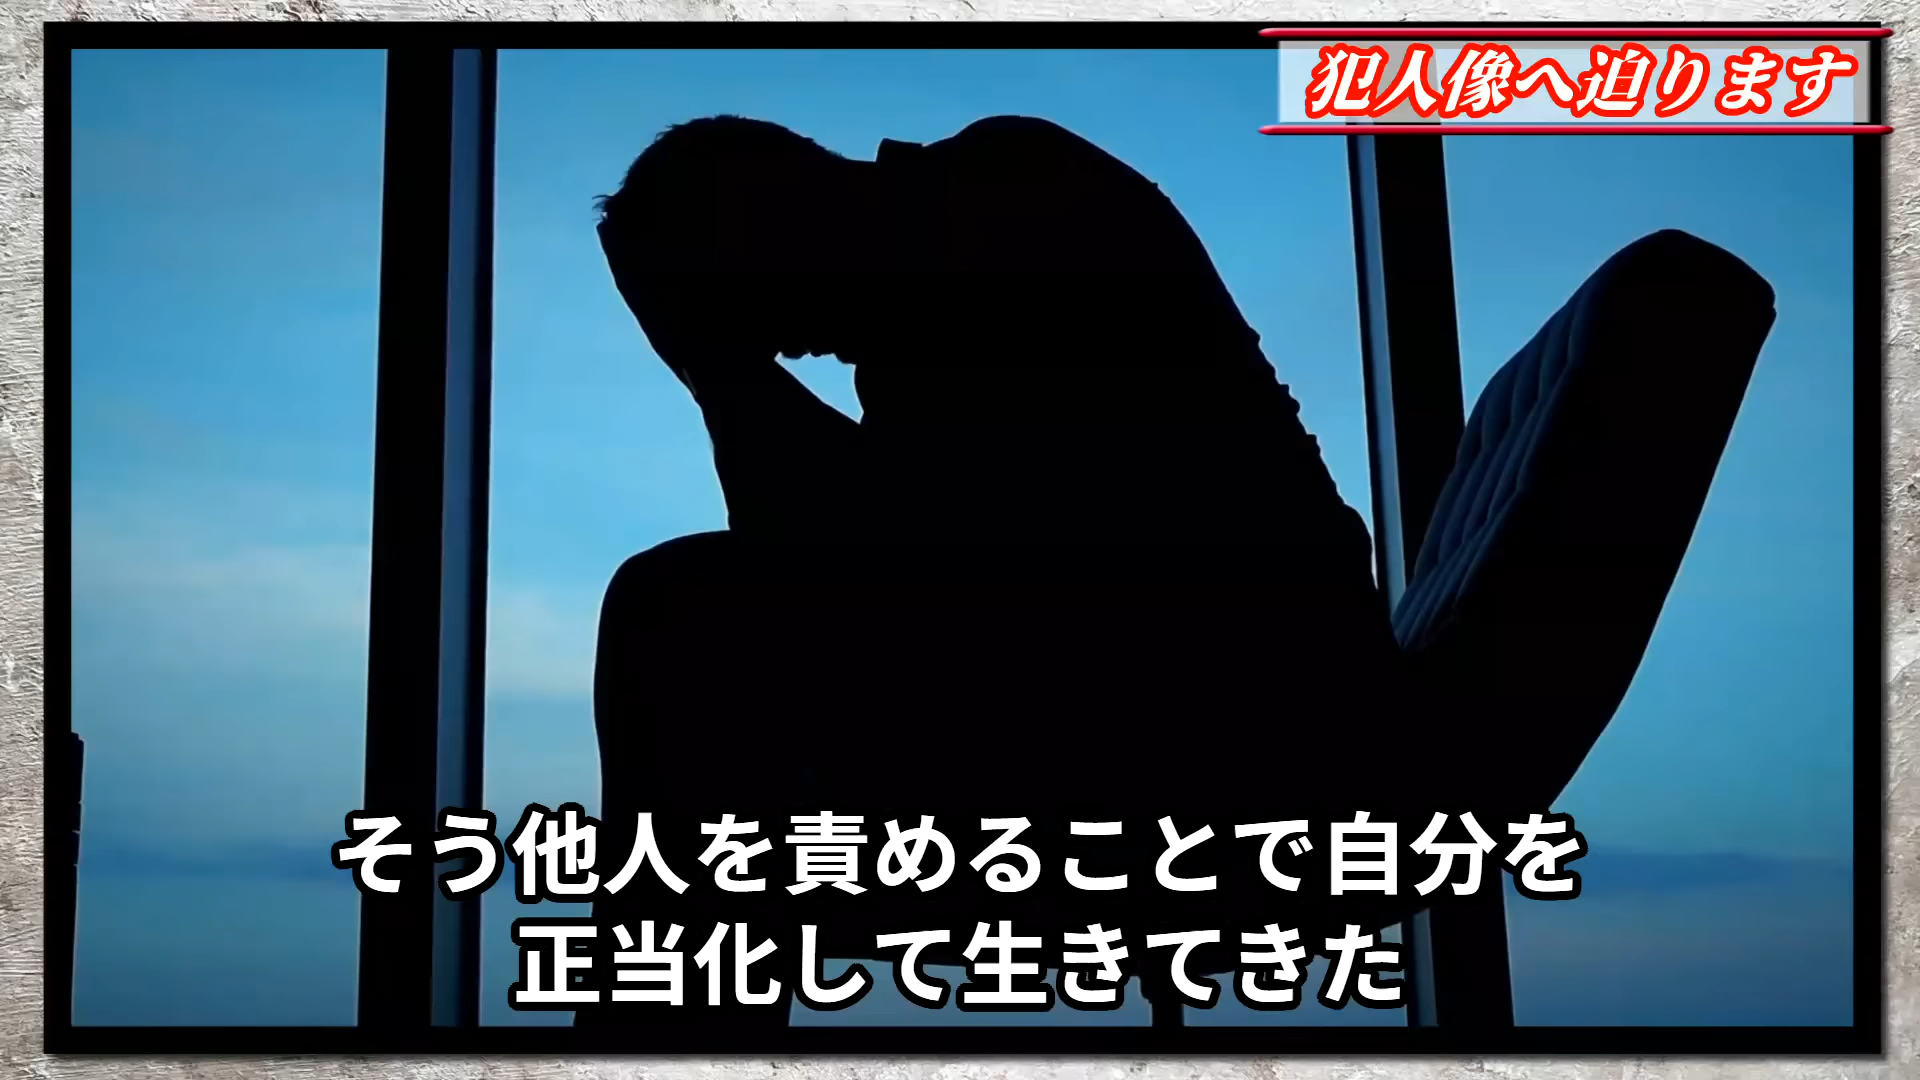 犯人像へ迫ります
そう他人を責めることで自分を
正当化して生きてきた